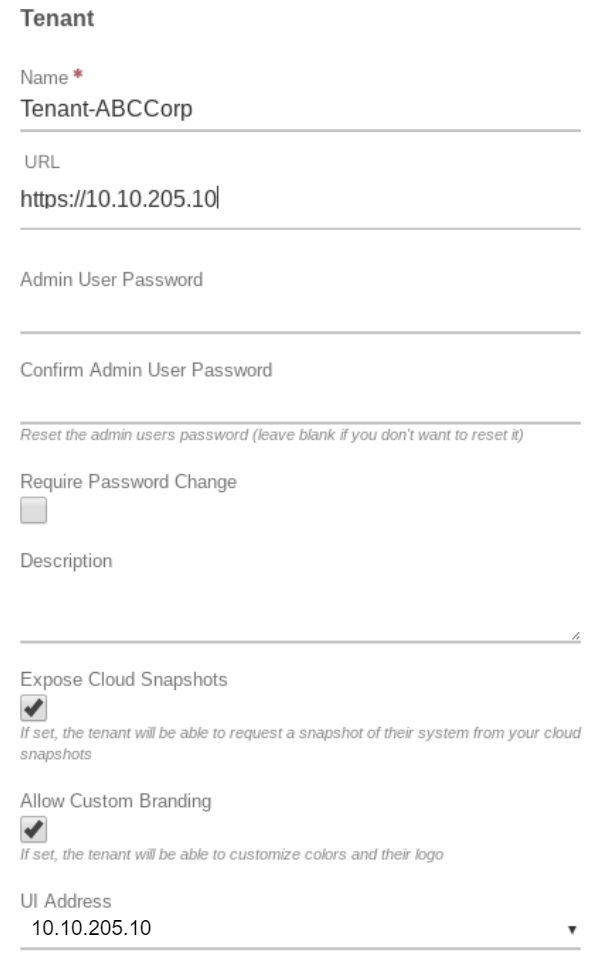 Tenant
Name *
Tenant-ABCCorp
URL
https://10.10.205.10
Admin User Password
Confirm Admin User Password
Reset the admin users password (leave blank if you don't want to reset it)
Require Password Change
Description
Expose Cloud Snapshots
If set, the tenant will be able to request a snapshot of their system from your cloud
snapshots
Allow Custom Branding
If set, the tenant will be able to customize colors and their logo
UI Address
10.10.205.10